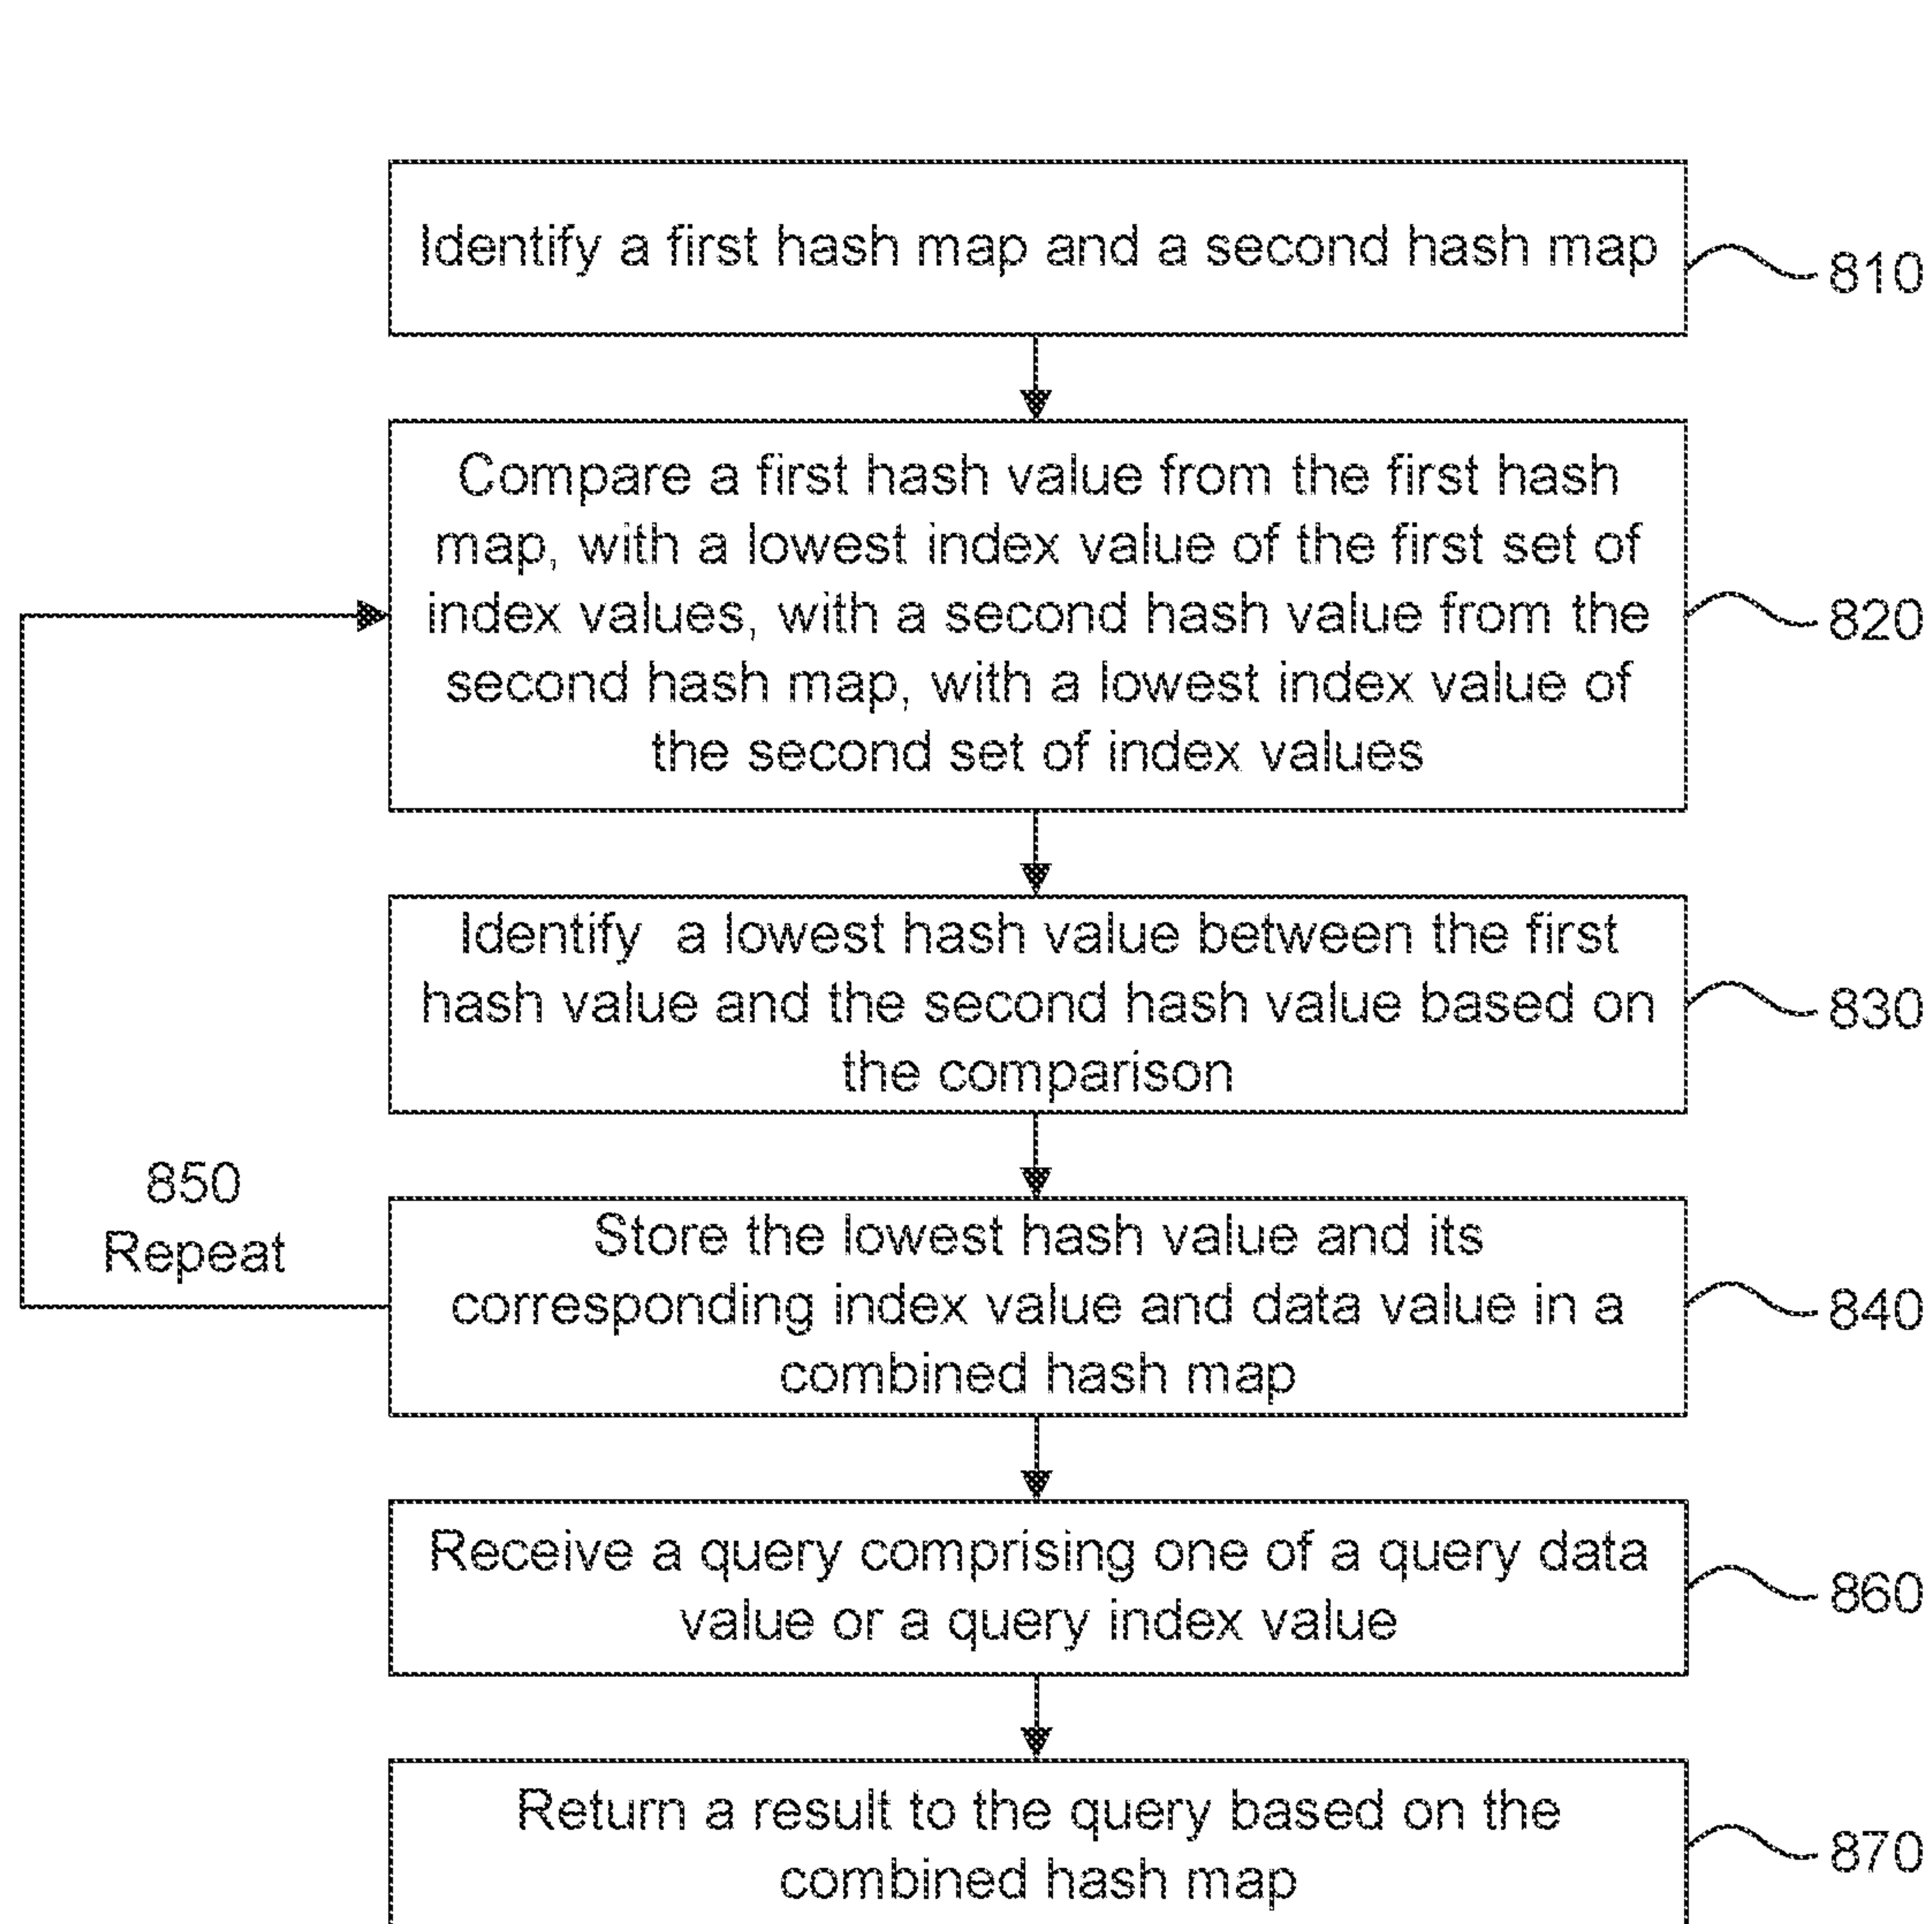 Identify a first hash map and a second hash map
810
Compare a first hash value from the first hash
map, with a lowest index value of the first set of
index values, with a second hash value from the
second hash map, with a lowest index value of
the second set of index values
820
Identify a lowest hash value between the first
hash value and the second hash value based on
the comparison
830
850
Repeat
Store the lowest hash value and its
corresponding index value and data value in a
combined hash map
840
Receive a query comprising one of a query data
value or a query index value
860
Return a result to the query based on the
combined hash map
870